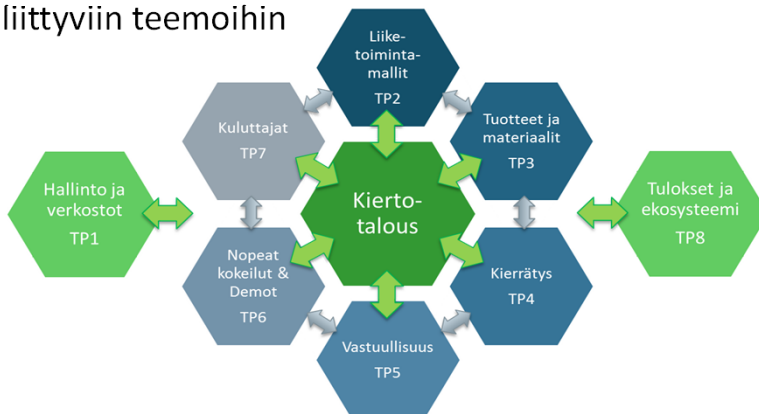 liittyviin teemoihin
Liike-
toiminta-
mallit
TP2
Kuluttajat
TP7
Tuotteet ja
materiaalit
TP3
Hallinto ja
verkostot
TP1
Kierto-
talous
Tulokset ja
ekosysteemi
TP8
Nopeat
kokeilut &
Demot
TP6
Kierrätys
TP4
Vastuullisuus
TP5